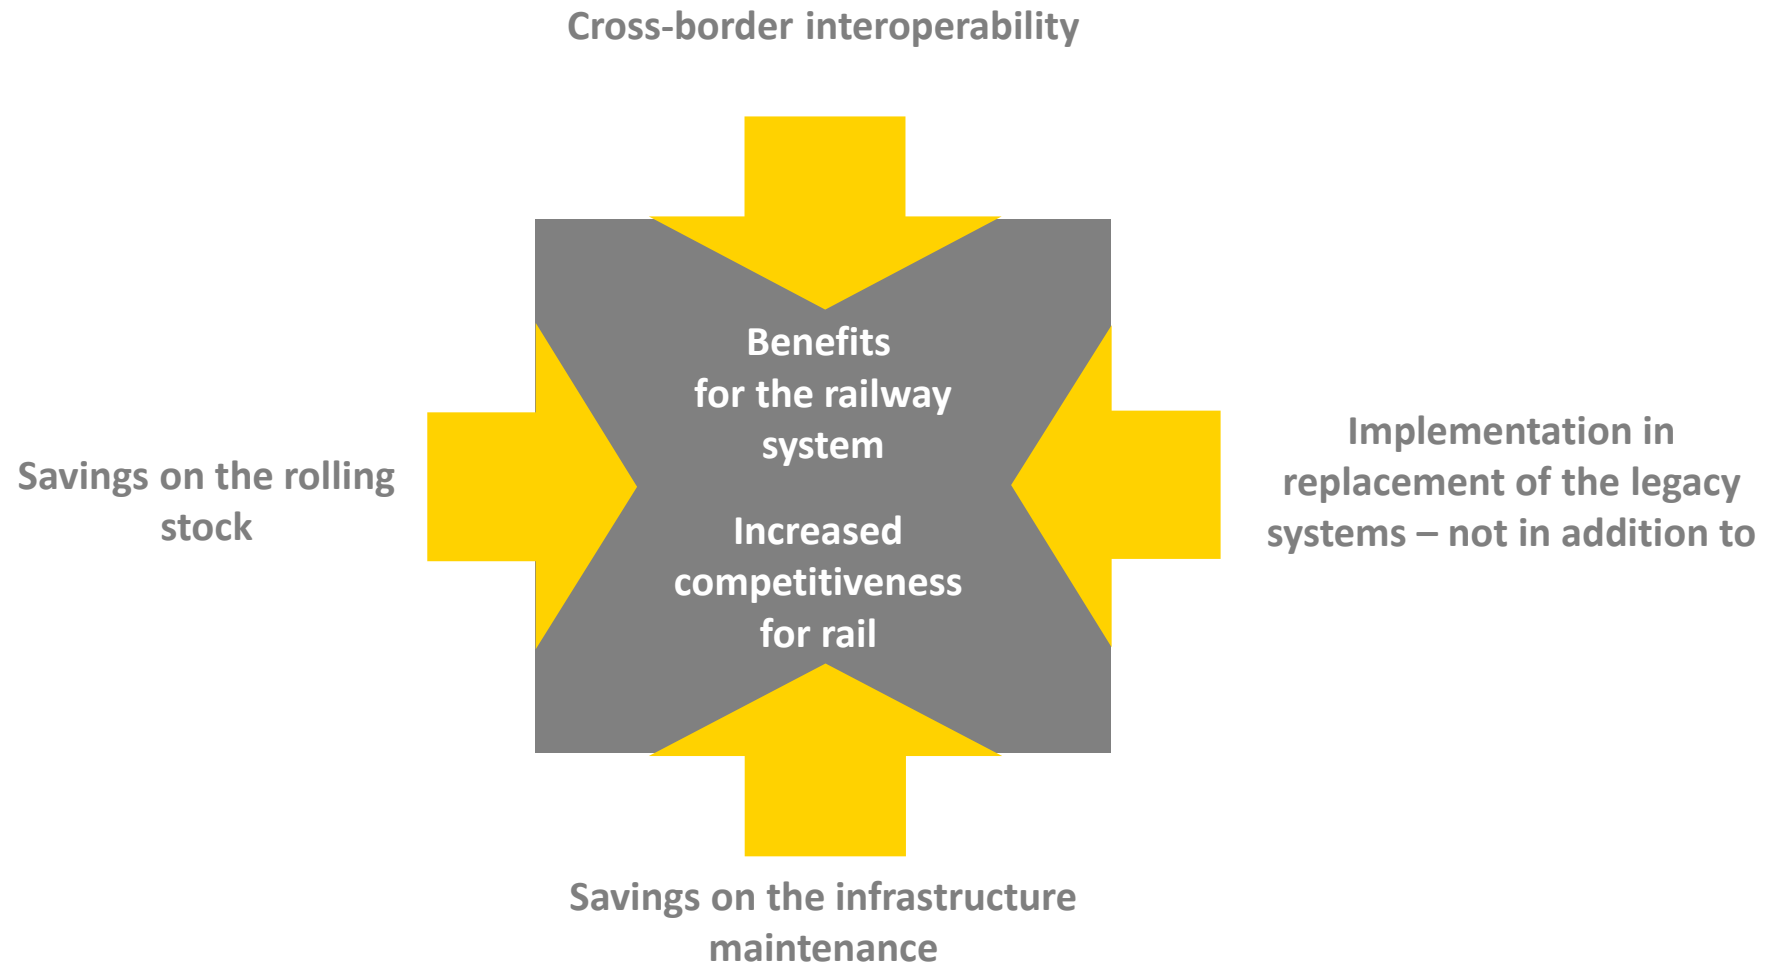 Cross-border interoperability
Benefits
for the railway
system
Increased
competitiveness
for rail
Savings on the rolling
stock
Implementation in
replacement of the legacy
systems – not in addition to
Savings on the infrastructure
maintenance